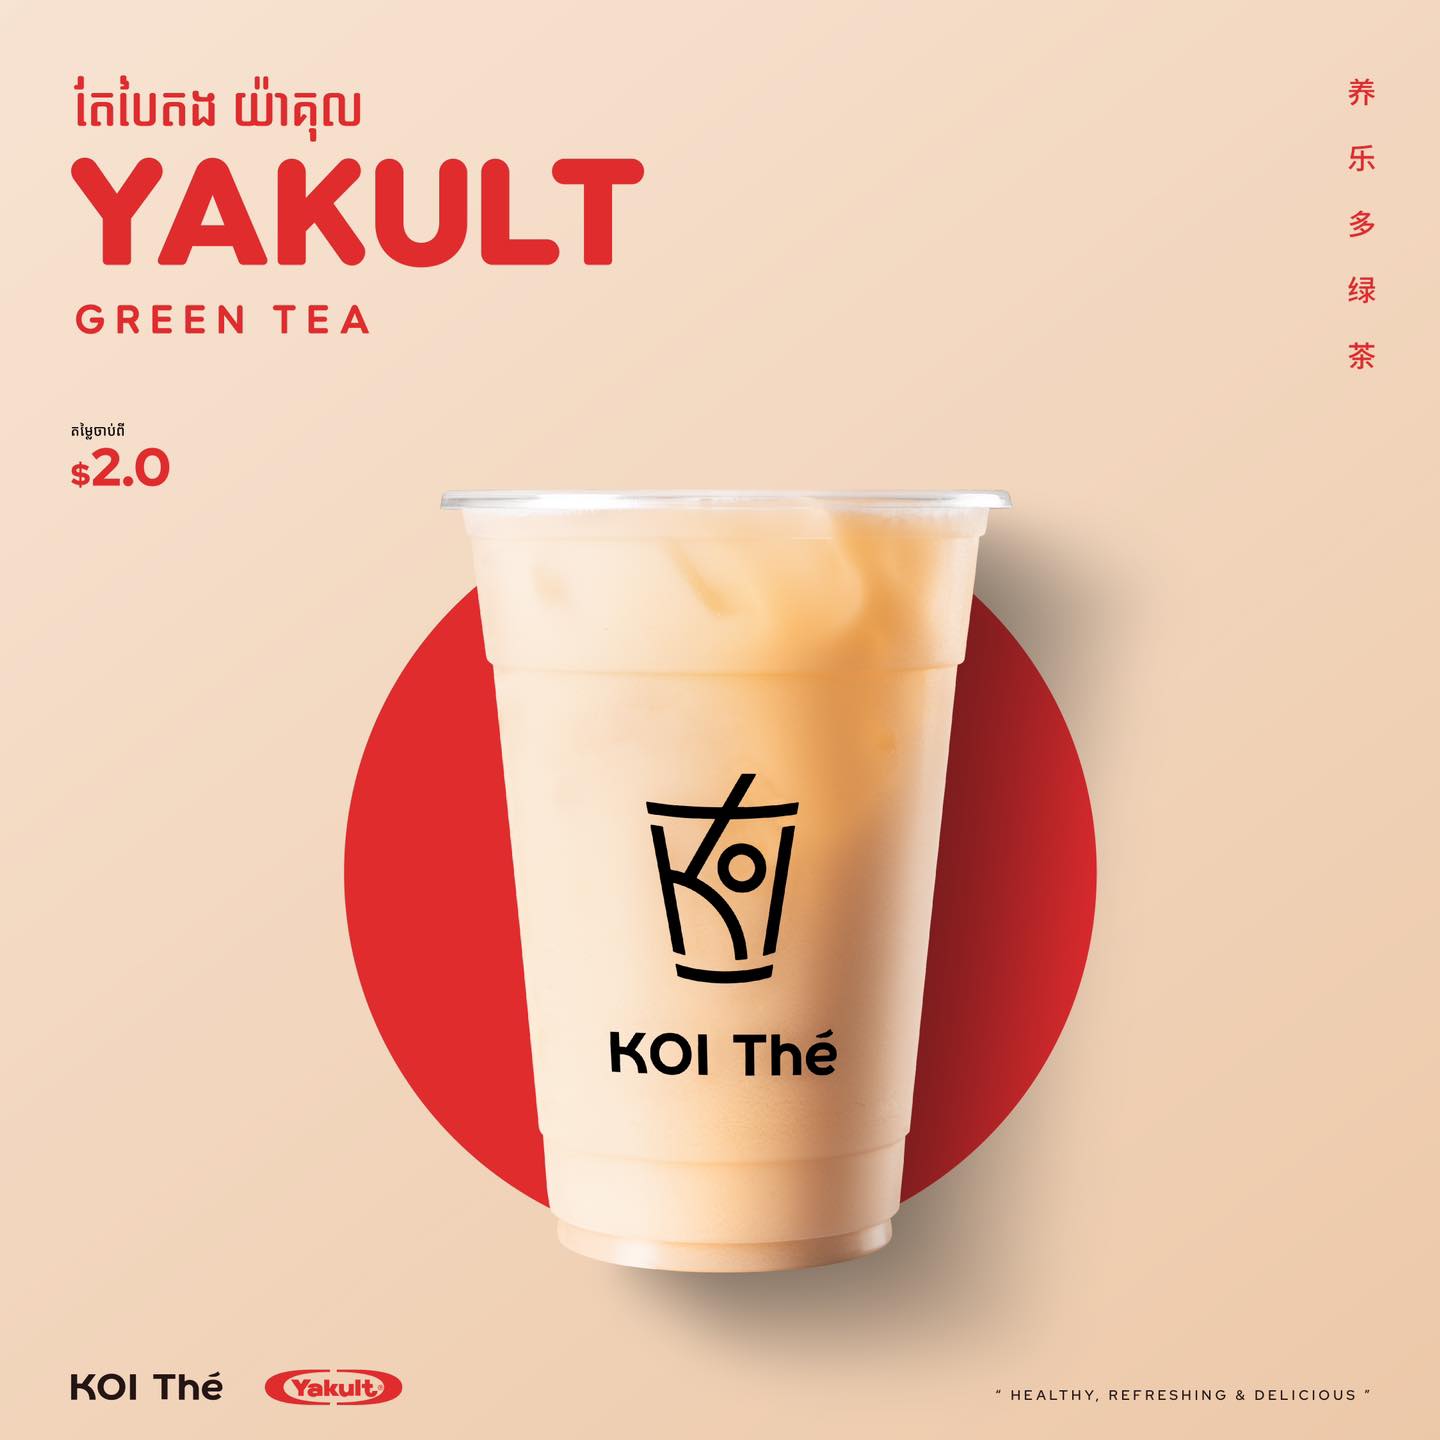 តែបៃតង យ៉ាគុល
YAKULT
GREEN TEA
养乐多绿茶
តម្លៃចាប់ពី
$2.0
KOI
KOI Thé
KOI Thé
Yakult®
“ HEALTHY, REFRESHING & DELICIOUS ”